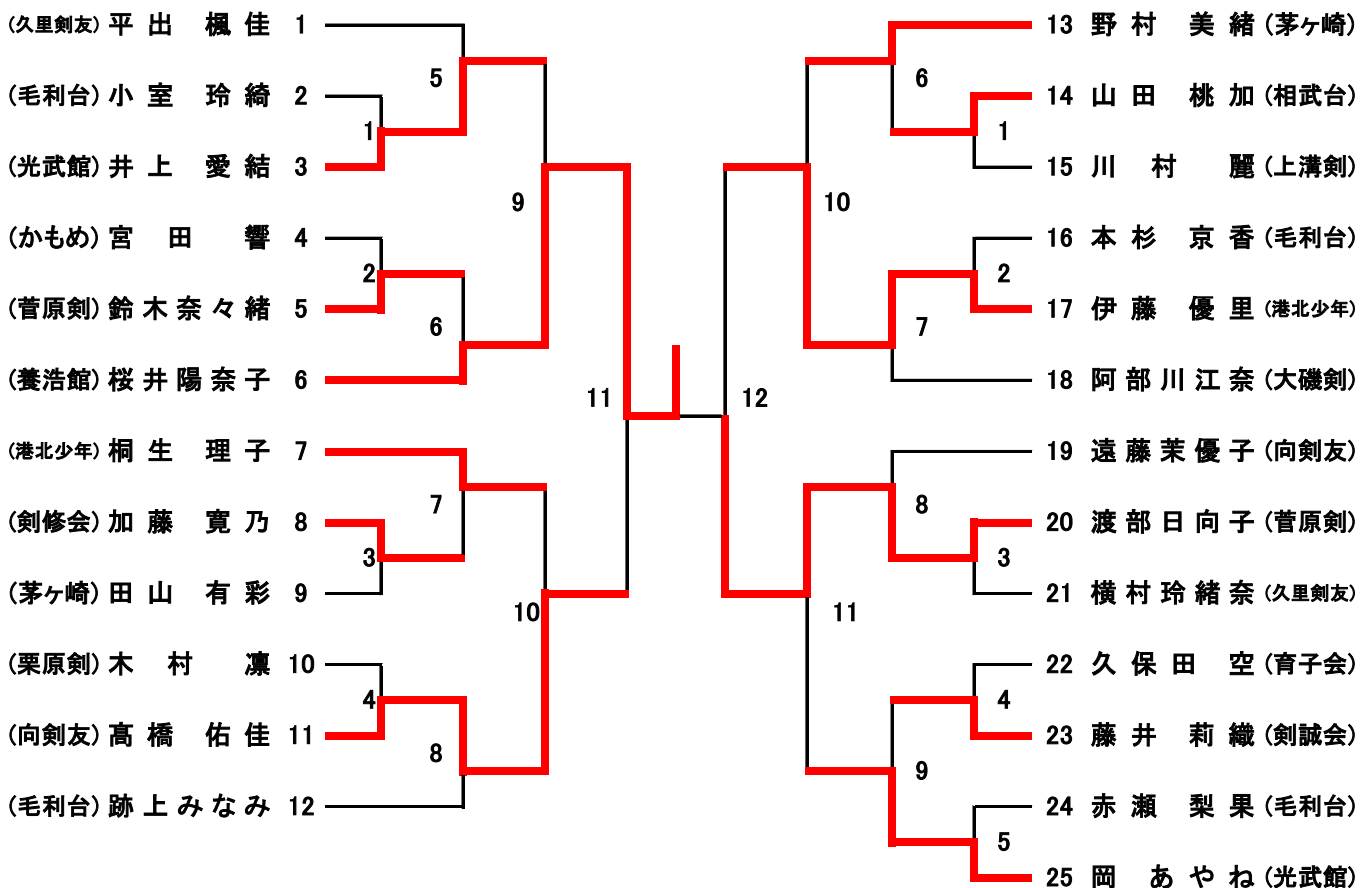 (久里剣友) 平出 楓佳 1
(毛利台) 小室 玲綺 2
(光武館) 井上 愛結 3
(かもめ) 宮田 響 4
(菅原剣) 鈴木奈々緒 5
(養浩館) 桜井陽奈子 6
(港北少年) 桐生 理子 7
(剣修会) 加藤 寛乃 8
(茅ヶ崎) 田山 有彩 9
(栗原剣) 木村 凛 10
(向剣友) 髙橋 佑佳 11
(毛利台) 跡上みなみ 12
1
2
3
4
5
6
7
8
9
10
11
13 野村 美緒 (茅ヶ崎)
14 山田 桃加 (相武台)
15 川村 麗 (上溝剣)
16 本杉 京香 (毛利台)
17 伊藤 優里 (港北少年)
18 阿部川江奈 (大磯剣)
19 遠藤茉優子 (向剣友)
20 渡部日向子 (菅原剣)
21 横村玲緒奈 (久里剣友)
22 久保田 空 (育子会)
23 藤井 莉織 (剣誠会)
24 赤瀬 梨果 (毛利台)
25 岡 あやね (光武館)
1
2
3
4
5
6
7
8
9
10
11
12